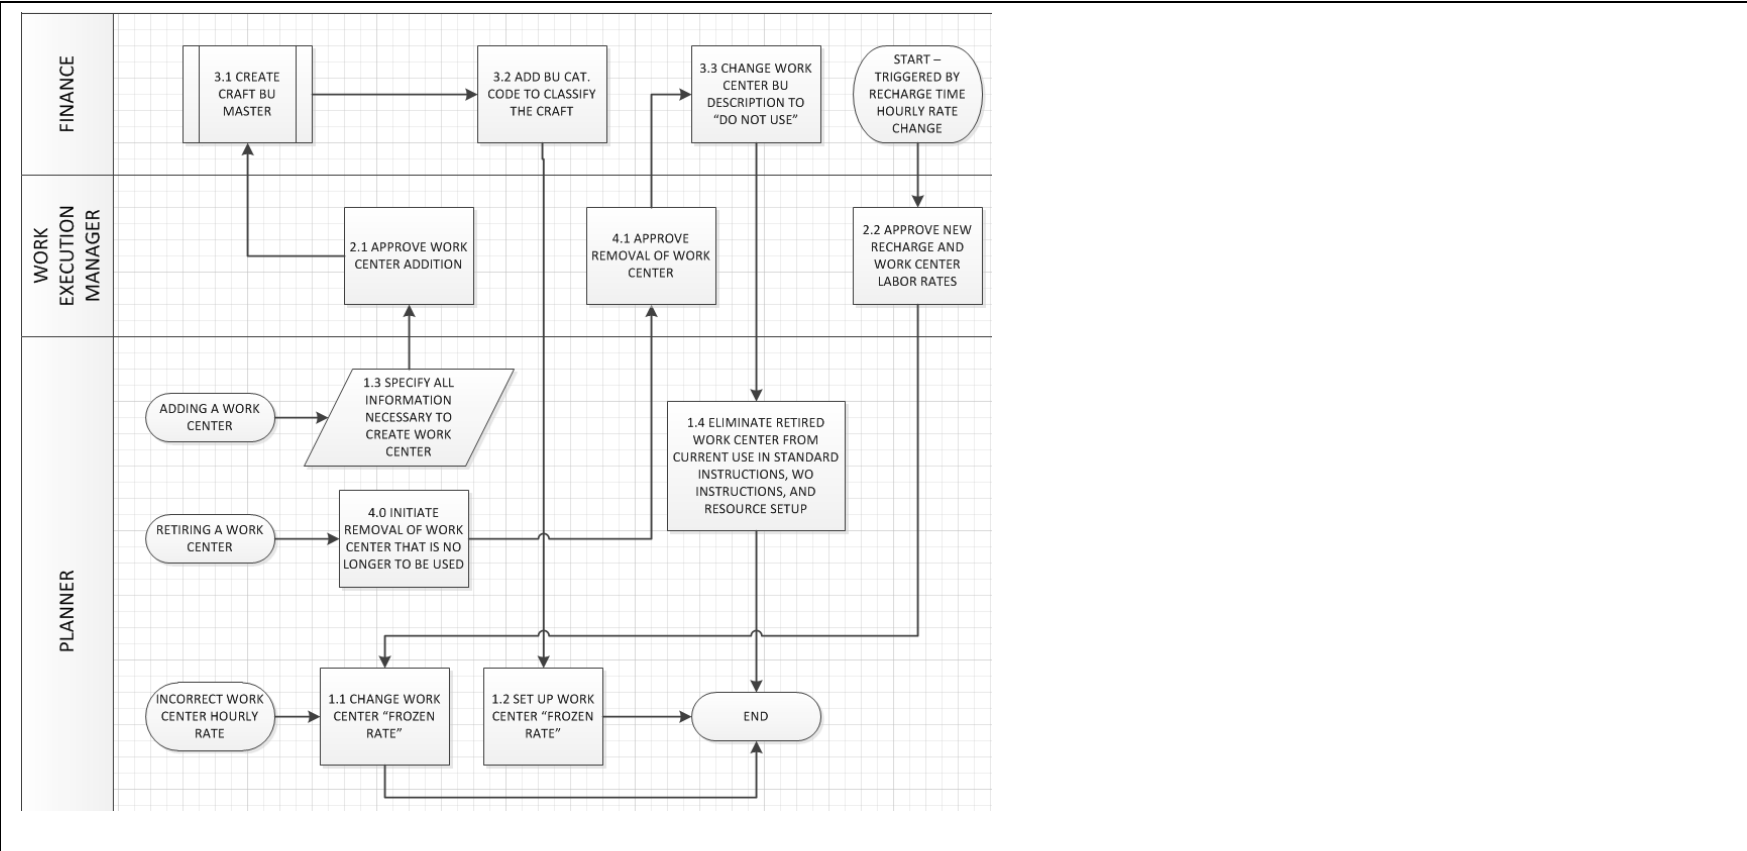 FINANCE
3.1 CREATE
CRAFT BU
MASTER
3.2 ADD BU CAT.
CODE TO CLASSIFY
THE CRAFT
3.3 CHANGE WORK
CENTER BU
DESCRIPTION TO
“DO NOT USE”
START –
TRIGGERED BY
RECHARGE TIME
HOURLY RATE
CHANGE
WORK
EXECUTION
MANAGER
2.1 APPROVE WORK
CENTER ADDITION
4.1 APPROVE
REMOVAL OF WORK
CENTER
2.2 APPROVE NEW
RECHARGE AND
WORK CENTER
LABOR RATES
PLANNER
ADDING A WORK
CENTER
1.3 SPECIFY ALL
INFORMATION
NECESSARY TO
CREATE WORK
CENTER
1.4 ELIMINATE RETIRED
WORK CENTER FROM
CURRENT USE IN STANDARD
INSTRUCTIONS, WO
INSTRUCTIONS, AND
RESOURCE SETUP
RETIRING A WORK
CENTER
4.0 INITIATE
REMOVAL OF WORK
CENTER THAT IS NO
LONGER TO BE USED
INCORRECT WORK
CENTER HOURLY
RATE
1.1 CHANGE WORK
CENTER “FROZEN
RATE”
1.2 SET UP WORK
CENTER “FROZEN
RATE”
END